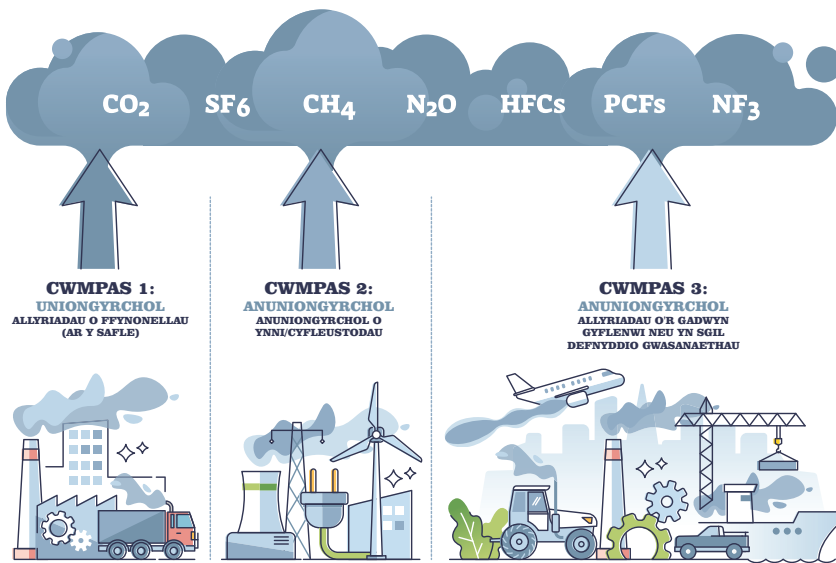 CO2 SF6 CH4 N2O HFCs PCFs NF3
CWMPAS 1:
UNIONGYRCHOL
ALLYRIADAU O FFYNONELLAU
(AR Y SAFLE)
CWMPAS 2:
ANUNIONGYRCHOL
ANUNIONGYRCHOL O
YNNI/CYFLEUSTODAU
CWMPAS 3:
ANUNIONGYRCHOL
ALLYRIADAU O'R GADWYN
GYFLENWI NEU YN SGIL
DEFNYDDIO GWASANAETHAU